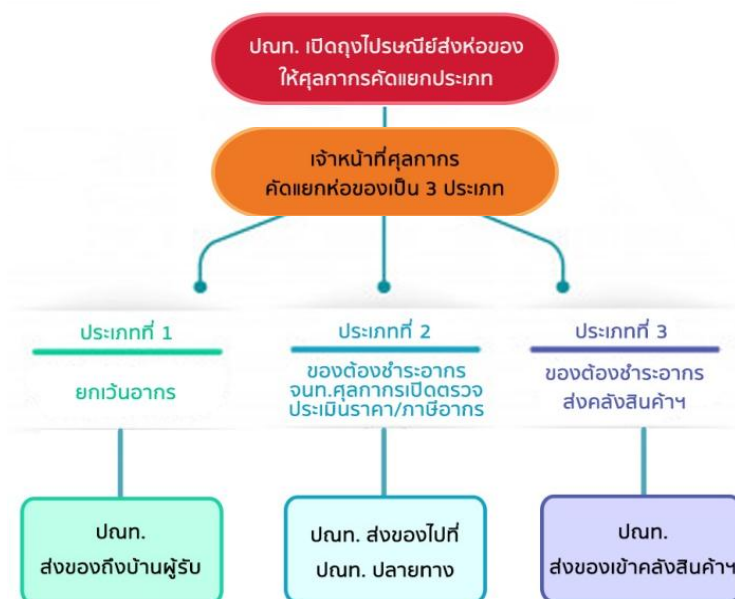 ปณท. เปิดถุงไปรษณีย์ส่งห่อของ
ให้ศุลกากรคัดแยกประเภท
เจ้าหน้าที่ศุลกากร
คัดแยกห่อของเป็น 3 ประเภท
ประเภทที่ 1
ยกเว้นอากร
ปณท.
ส่งของถึงบ้านผู้รับ
ประเภทที่ 2
ของต้องชำระอากร
จนท.ศุลกากรเปิดตรวจ
ประเมินราคา/ภาษีอากร
ปณท. ส่งของไปที่
ปณท. ปลายทาง
ประเภทที่ 3
ของต้องชำระอากร
ส่งคลังสินค้าฯ
ปณท.
ส่งของเข้าคลังสินค้าฯ